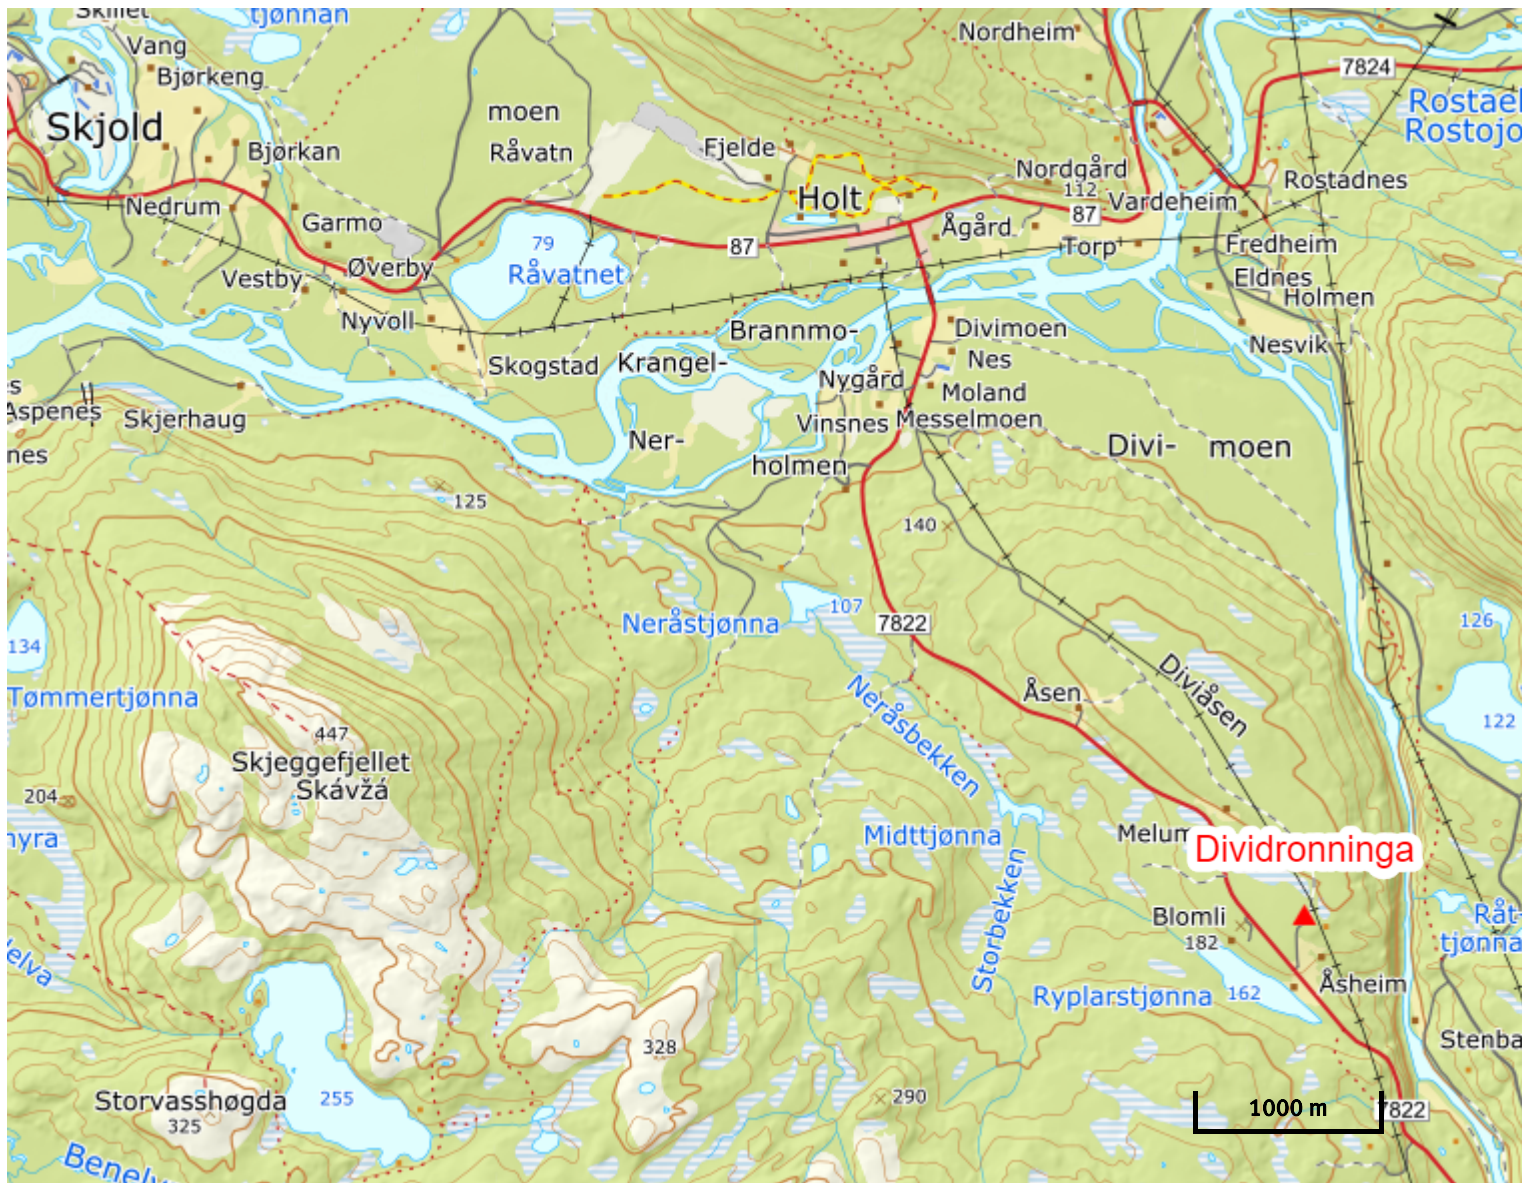 tjønnan
Vang
Bjørkeng
Skjold
Bjørkan
Nedrum
Garmo
Vestby
Øverby
Nyvoll
moen
Råvatn
79
Råvatnet
Fjelde
Holt
87
Nordheim
7824
Nordgård
112
87
Vardeheim
Ågård
Torp
Rostadnes
Fredheim
Eldnes
Holmen
Nesvik
Skogstad
Krangel-
Brannmo-
Divimoen
Nes
Nygård
Moland
Vinsnes
Messelmoen
Ner-
holmen
Divi-
moen
Aspenes
Skjerhaug
nes
125
140
Neråstjønna
107
7822
126
134
Tømmertjønna
447
Skjeggefjellet
Skávžá
204
Åsen
Diviåsen
122
Neråsbekken
Midttjønna
Storbekken
Dividronninga
Blomli
182
Ryplarstjønna
162
Åsheim
Råt-
tjønna
328
290
Storvasshøgda
325
255
1000 m
7822